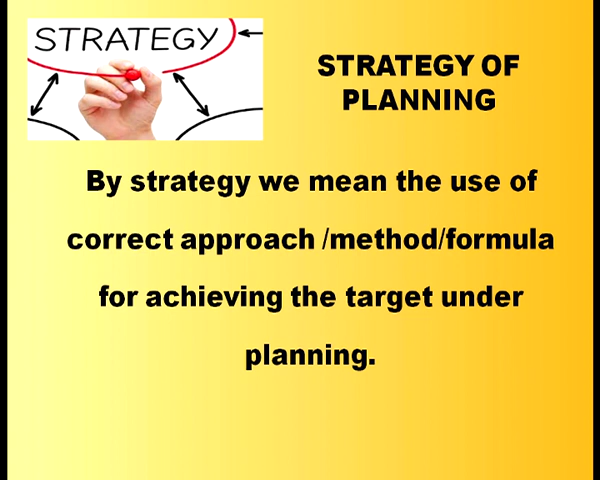 STRATEGY
STRATEGY OF
PLANNING
By strategy we mean the use of
correct approach /method/formula
for achieving the target under
planning.